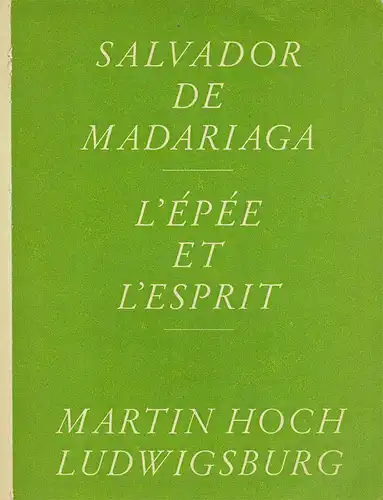 SALVADOR
DE
MADARIAGA
L'ÉPÉE
ET
L'ESPRIT
MARTIN HOCH
LUDWIGSBURG